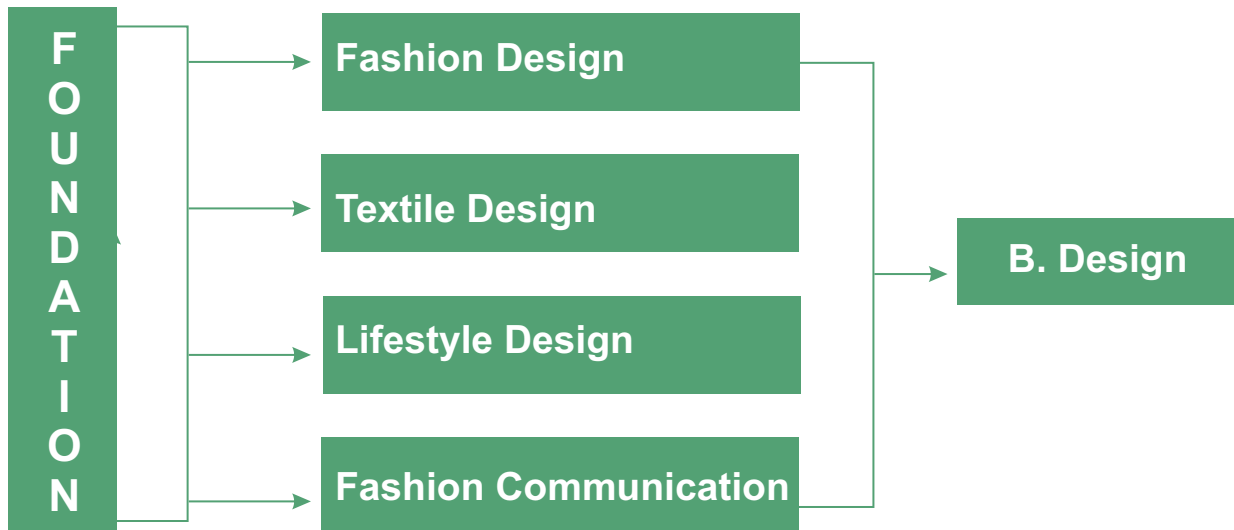 FOUNDATION
Fashion Design
Textile Design
Lifestyle Design
Fashion Communication
B. Design